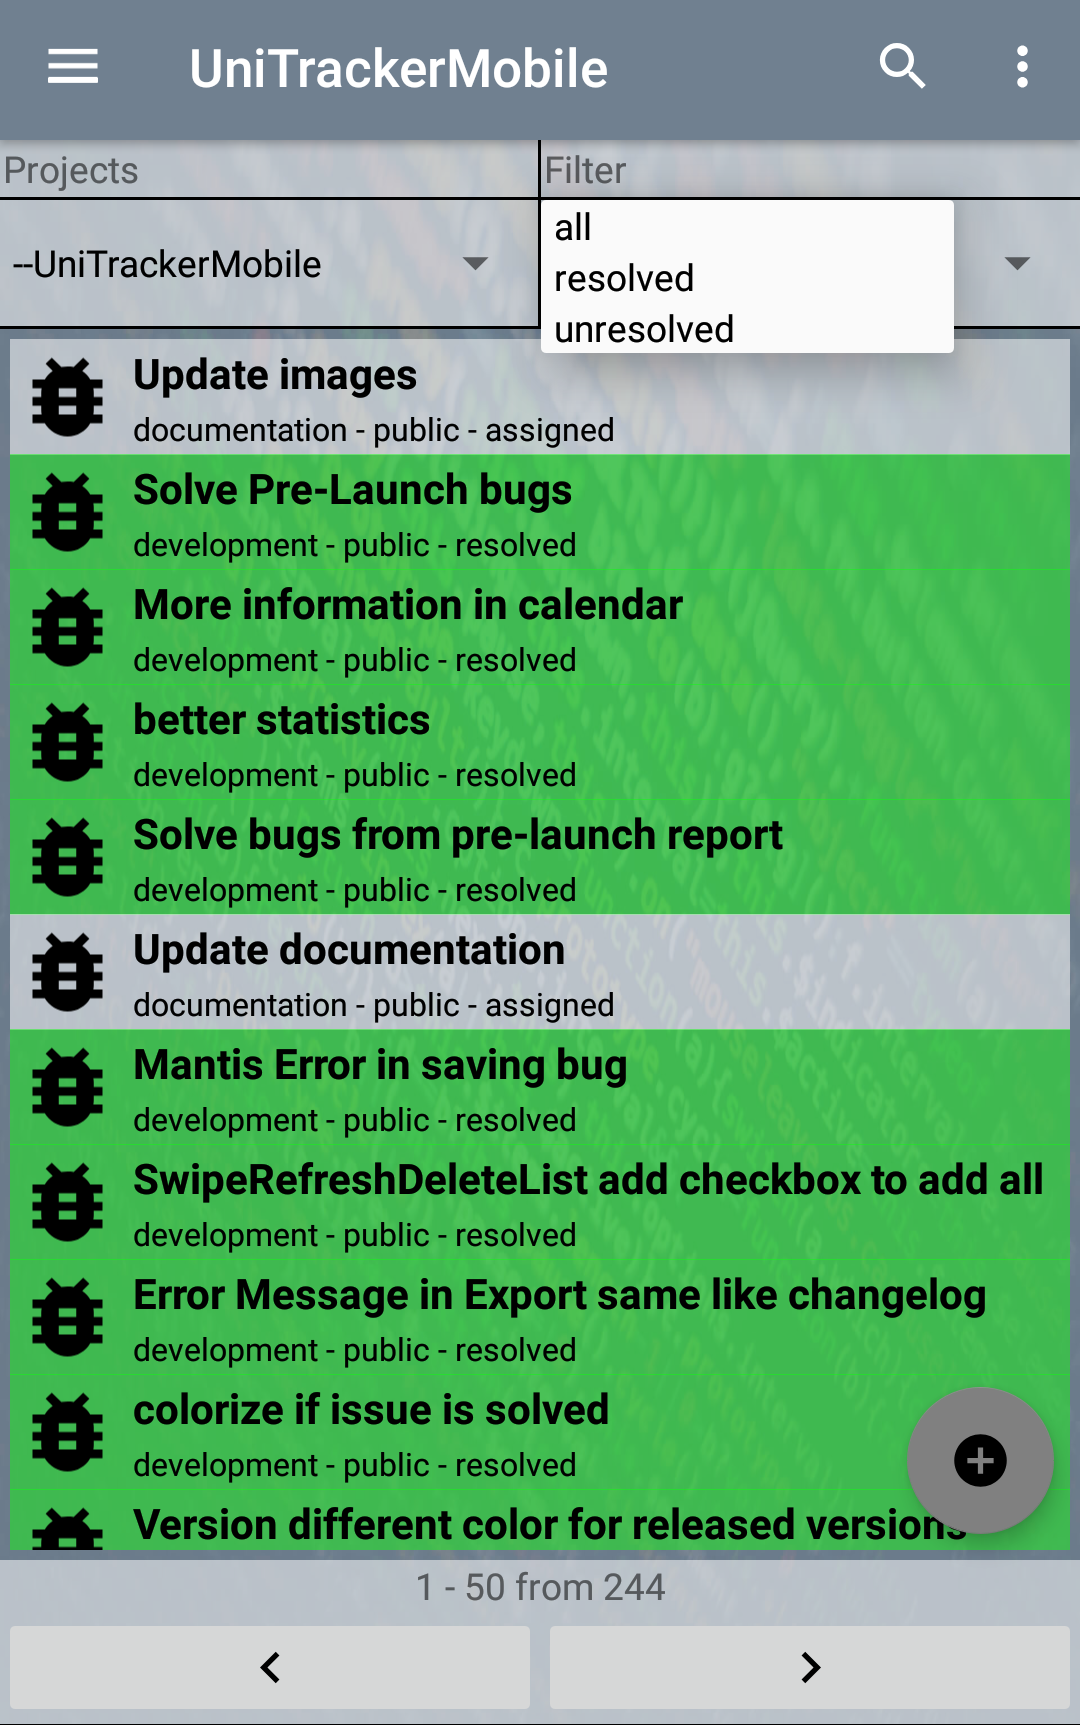 UniTrackerMobile
Projects
Filter
--UniTrackerMobile
all
resolved
unresolved
Update images
documentation - public - assigned
Solve Pre-Launch bugs
development - public - resolved
More information in calendar
development - public - resolved
better statistics
development - public - resolved
Solve bugs from pre-launch report
development - public - resolved
Update documentation
documentation - public - assigned
Mantis Error in saving bug
development - public - resolved
SwipeRefreshDeleteList add checkbox to add all
development - public - resolved
Error Message in Export same like changelog
development - public - resolved
colorize if issue is solved
development - public - resolved
Version different color for released versions
1 - 50 from 244